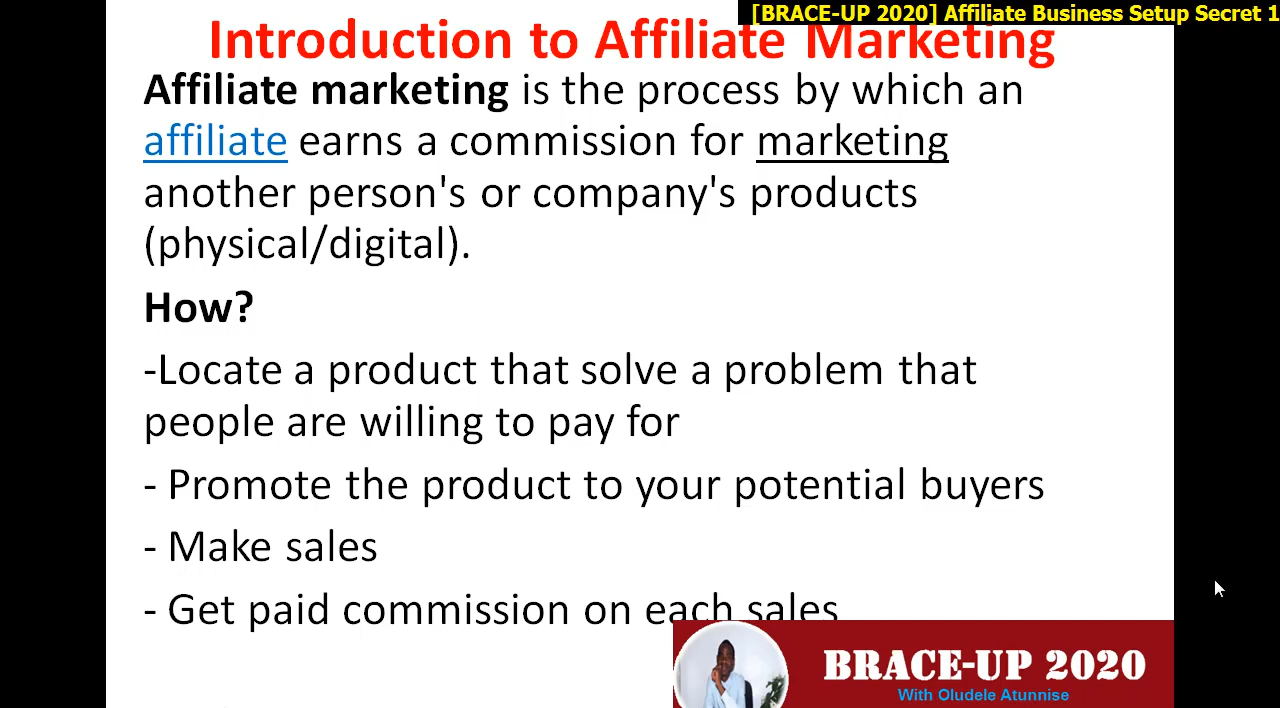 [BRACE-UP 2020] Affiliate Business Setup Secret 1
Introduction to Affiliate Marketing
Affiliate marketing is the process by which an
affiliate earns a commission for marketing
another person's or company's products
(physical/digital).
How?
-Locate a product that solve a problem that
people are willing to pay for
- Promote the product to your potential buyers
- Make sales
- Get paid commission on each sales
BRACE-UP 2020
With Oludele Atunnise